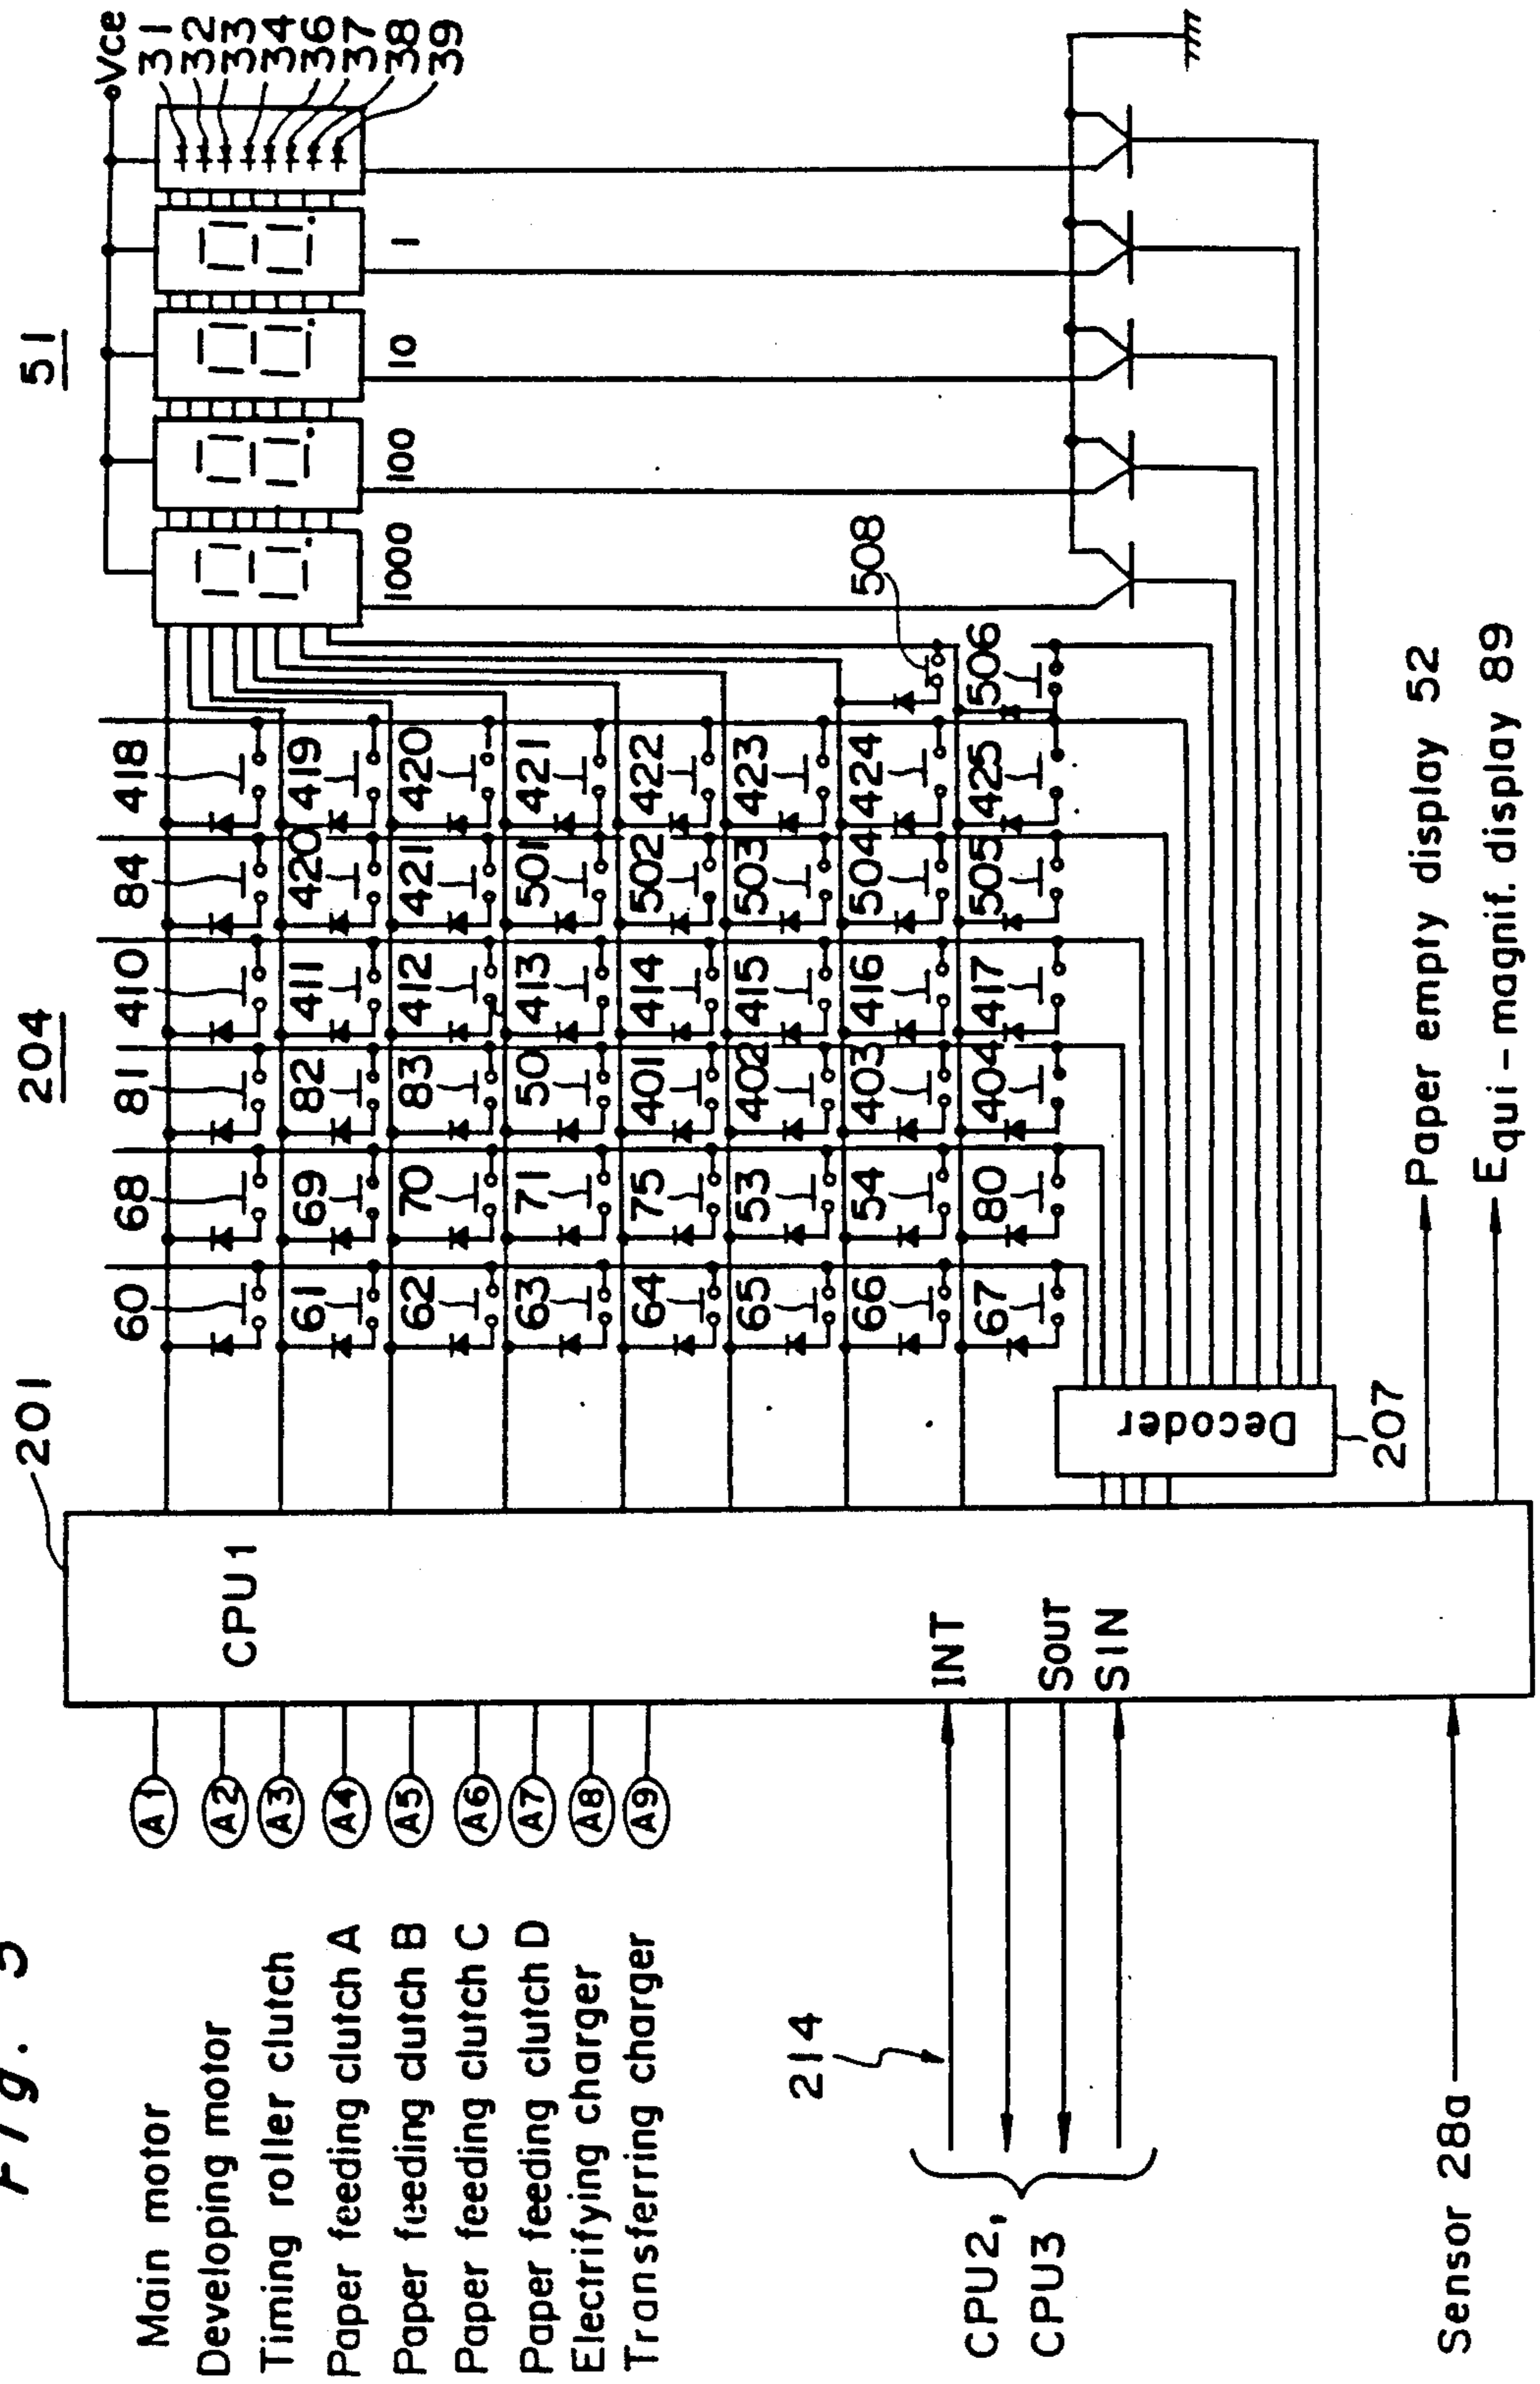 Fig. 5
Main motor
Developing motor
Timing roller clutch
Paper feeding clutch A
Paper feeding clutch B
Paper feeding clutch C
Paper feeding clutch D
Electrifying charger
Transferring charger
A1
A2
A3
A4
A5
A6
A7
A8
A9
214
CPU2,
CPU3
Sensor 28a
201
CPU1
INT
SOUT
SIN
204
60 68 81 410 84 418
61 69 82 411 420 419
62 70 83 412 421 420
63 71 50 413 501 421
64 75 401 414 502 422
65 53 402 415 503 423
66 54 403 416 504 424 508
67 80 404 417 505 425 506
Decoder
207
51
1000 100 10 1
Vce
31
32
33
34
36
37
38
39
Paper empty display 52
Equi-magnif. display 89